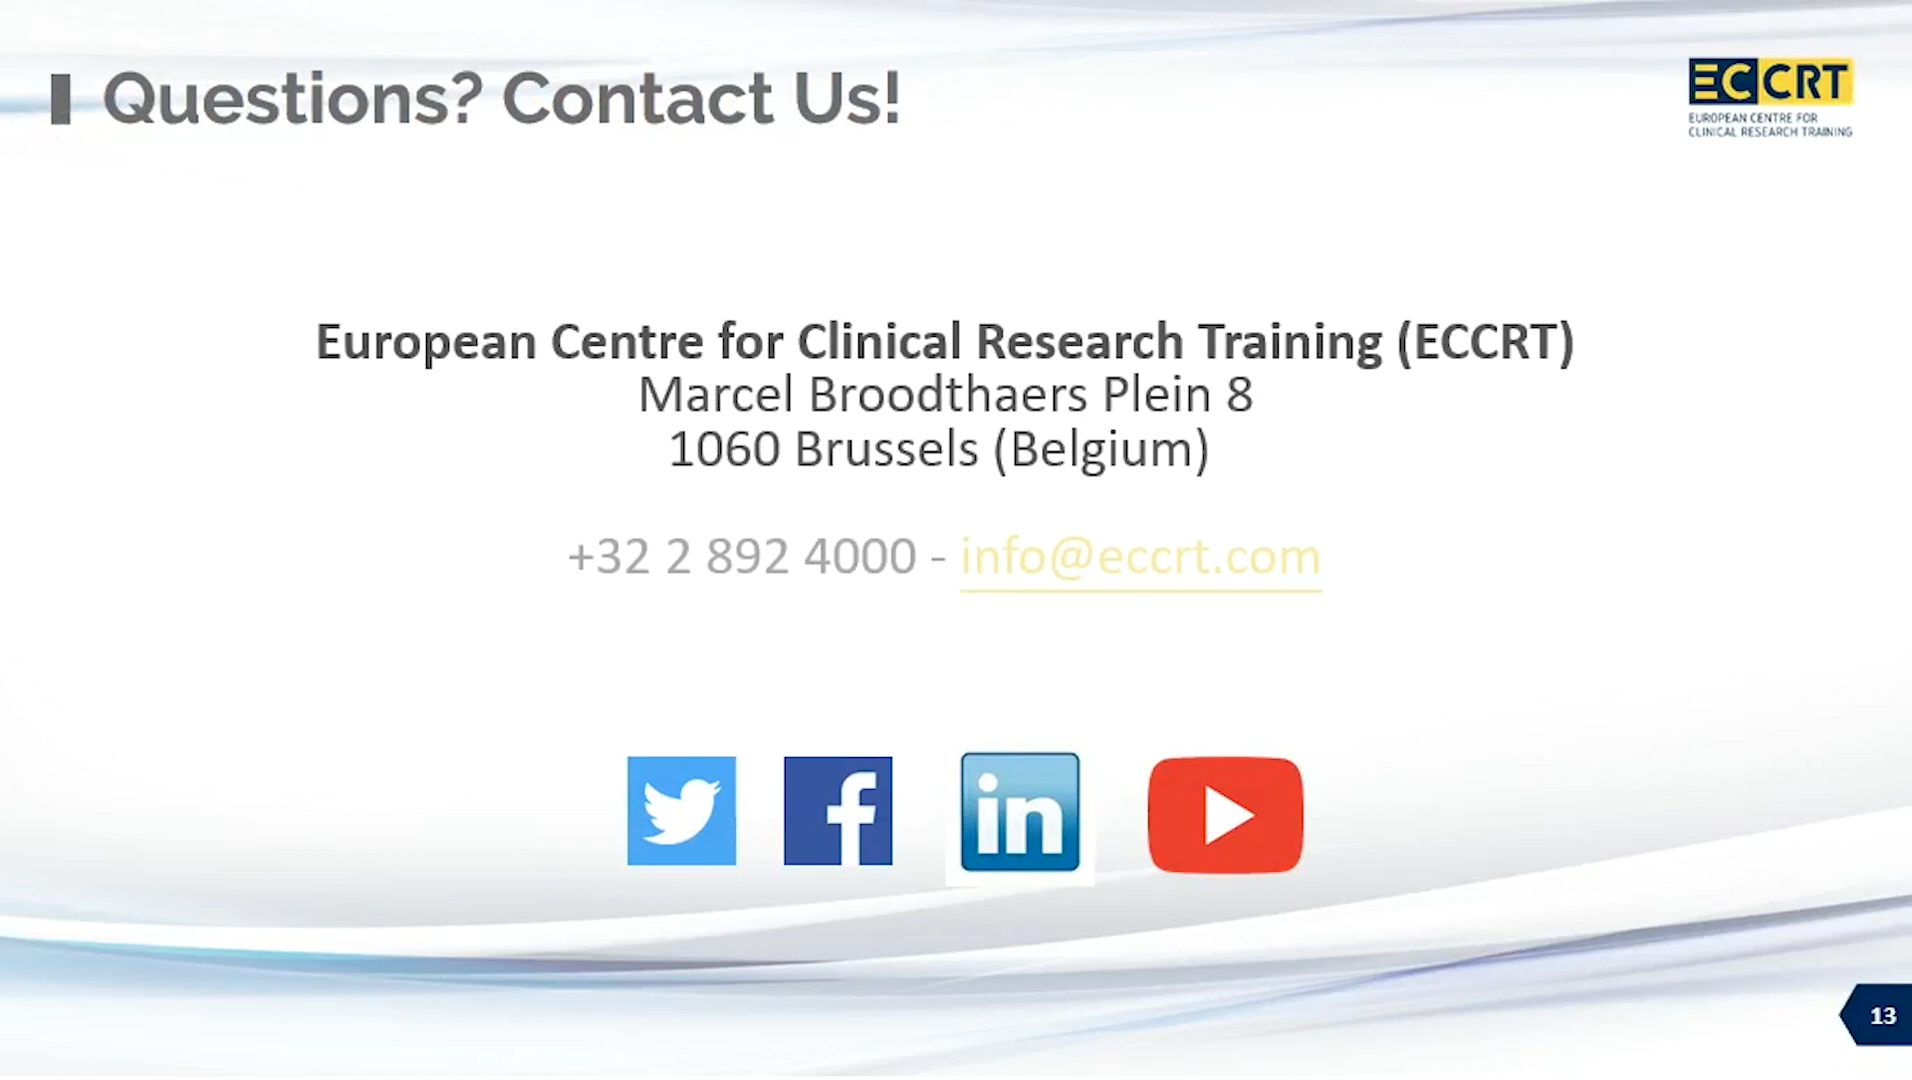 Questions? Contact Us!
ECCRT
EUROPEAN CENTRE FOR
CLINICAL RESEARCH TRAINING
European Centre for Clinical Research Training (ECCRT)
Marcel Broodthaers Plein 8
1060 Brussels (Belgium)
+32 2 892 4000 - info@eccrt.com
in
13